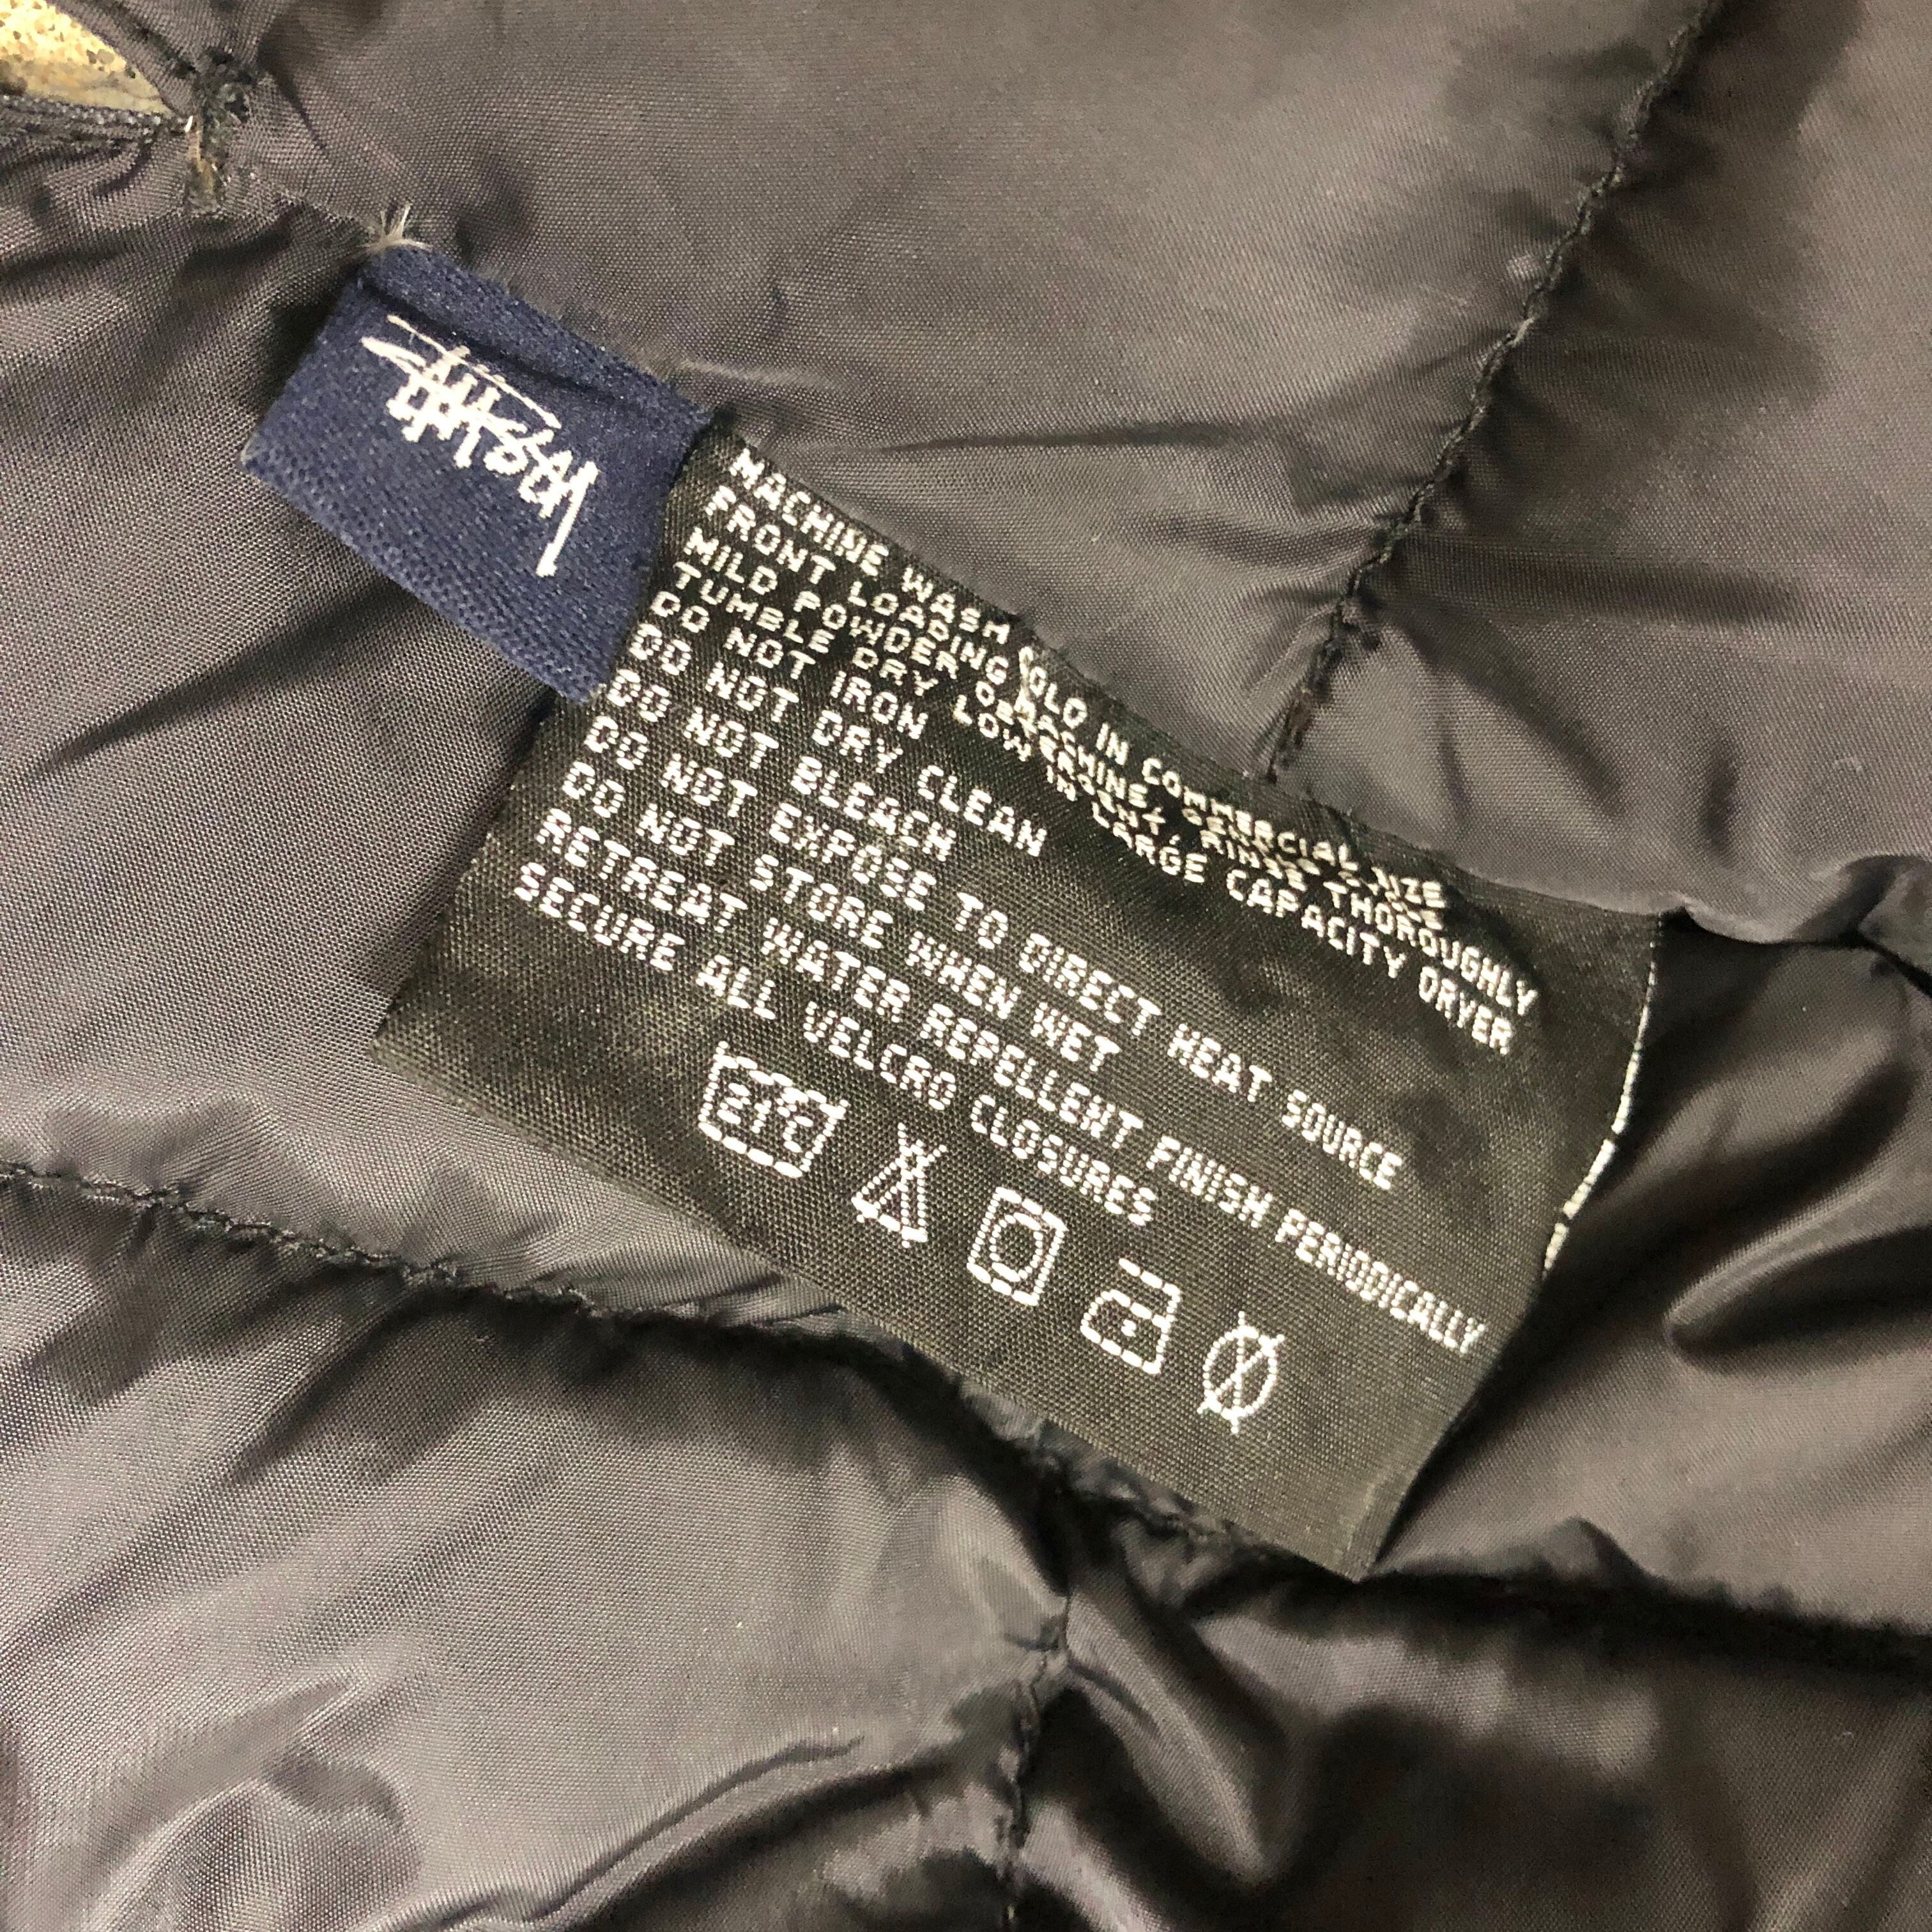 STÜSSY
MACHINE WASH COLD IN COMMERCIAL SIZE
FRONT LOADING MACHINE, RINSE THOROUGHLY
MILD POWDER
TUMBLE DRY LOW IN LARGE CAPACITY DRYER
DO NOT IRON
DO NOT DRY CLEAN
DO NOT BLEACH
DO NOT EXPOSE TO DIRECT HEAT SOURCE
DO NOT STORE WHEN WET
RETREAT WATER REPELLENT FINISH PERIODICALLY
SECURE ALL VELCRO CLOSURES